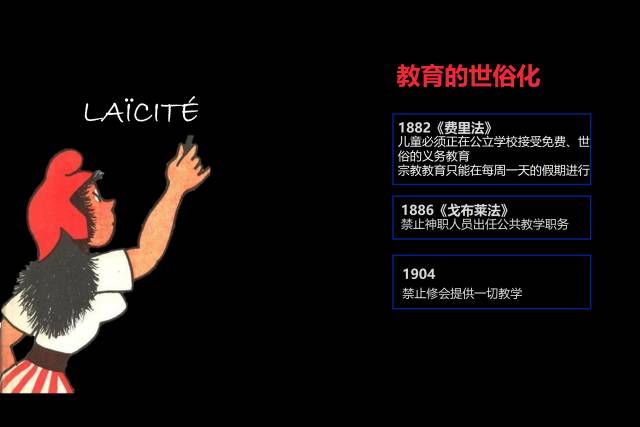 LAÏCITÉ
教育的世俗化
1882《费里法》
儿童必须正在公立学校接受免费、世
俗的义务教育
宗教教育只能在每周一天的假期进行
1886《戈布莱法》
禁止神职人员出任公共教学职务
1904
禁止修会提供一切教学